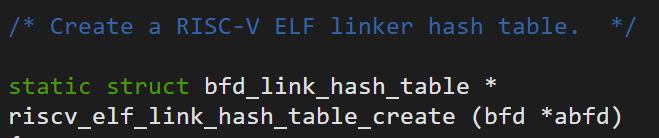 /* Create a RISC-V ELF linker hash table.  */
static struct bfd_link_hash_table *
riscv_elf_link_hash_table_create (bfd *abfd)